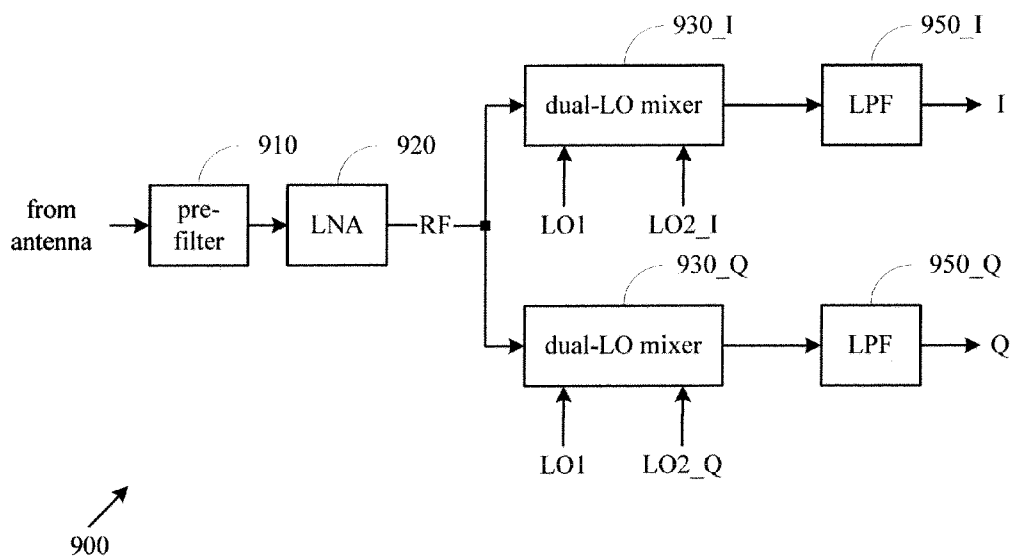 930_I
950_I
dual-LO mixer
LPF
I
910
920
LO1
LO2_I
from
antenna
pre-
filter
LNA
RF
930_Q
950_Q
dual-LO mixer
LPF
Q
LO1
LO2_Q
900